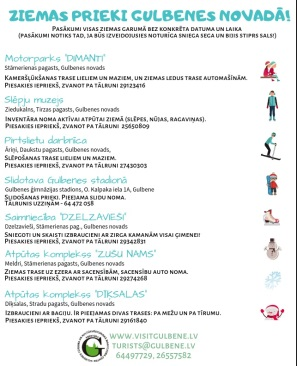 ZIEMAS PRIEKI GULBENES NOVADĀ!
PASĀKUMI VISAS ZIEMAS GARUMĀ BEZ KONKRĒTA DATUMA UN LAIKA
(PASĀKUMI NOTIKS TAD, JA BŪS IZVEIDOJUSIES NOTURĪGA SNIEGA SEGA UN BIJIS STIPRS SALS!)
Motorparks "DIMANTI"
Stāmerienas pagasts, Gulbenes novads
KAMERŠĻŪKŠANAS TRASE LIELIEM UN MAZIEM, UN ZIEMAS LEDUS TRASE AUTOMAŠĪNĀM.
PIESAKIES IEPRIEKŠ, ZVANOT PA TĀLRUNI 29123416
Slēpju muzejs
Ziedukalns, Tirzas pagasts, Gulbenes novads
INVENTĀRA NOMA AKTĪVAI ATPŪTAI ZIEMĀ (SLĒPES, NŪJAS, RAGAVIŅAS).
PIESAKIES IEPRIEKŠ, ZVANOT PA TĀLRUNI 25650809
Pirtslietu darbnīca
Āriņi, Daukstu pagasts, Gulbenes novads,
SLĒPOŠANAS TRASE LIELIEM UN MAZIEM.
PIESAKIES IEPRIEKŠ, ZVANOT PA TĀLRUNI 27430303
Slidotava Gulbenes stadionā
Gulbenes ģimnāzijas stadions, O. Kalpaka iela 1A, Gulbene
SLIDOŠANAS PRIEKI. PIEEJAMA SLIDU NOMA.
TĀLRUNIS UZZIŅĀM - 64 472 058
Saimniecība "DZELZAVIEŠI"
Dzelzavieši, Stāmerienas pag., Gulbenes novads
SNIEGOTI UN SKAISTI IZBRAUCIENI AR ZIRGA KAMANĀM VISAI ĢIMENEI!
PIESAKIES IEPRIEKŠ, ZVANOT PA TĀLRUNI 29342831
Atpūtas komplekss "ZUŠU NAMS"
Meldri, Stāmerienas pagasts, Gulbenes novads
ZIEMAS TRASE UZ EZERA AR SACENSĪBĀM, SACENSĪBU AUTO NOMA.
PIESAKIES IEPRIEKŠ, ZVANOT PA TĀLRUNI 29274268
Atpūtas komplekss "DĪĶSALAS"
Dīķsalas, Stradu pagasts, Gulbenes novads
IZBRAUCIENI AR BAGIJU. IR PIEEJAMAS DIVAS TRASES: PA MEŽU UN PA TĪRUMU.
PIESAKIES IEPRIEKŠ, ZVANOT PA TĀLRUNI 29161840
WWW.VISITGULBENE.LV
TURISTS@GULBENE.LV
64497729, 26557582